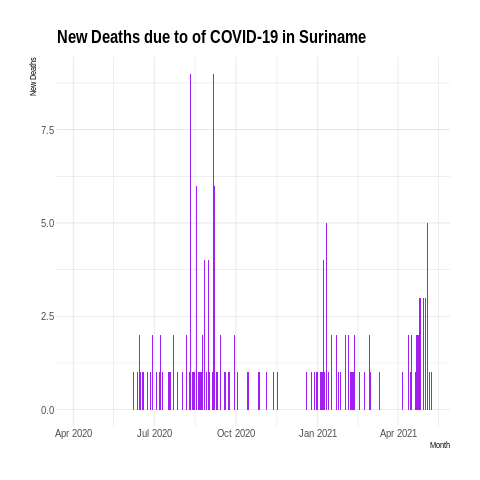 New Deaths due to of COVID-19 in Suriname
New Deaths
7.5
5.0
2.5
0.0
Apr 2020 Jul 2020 Oct 2020 Jan 2021 Apr 2021
Month